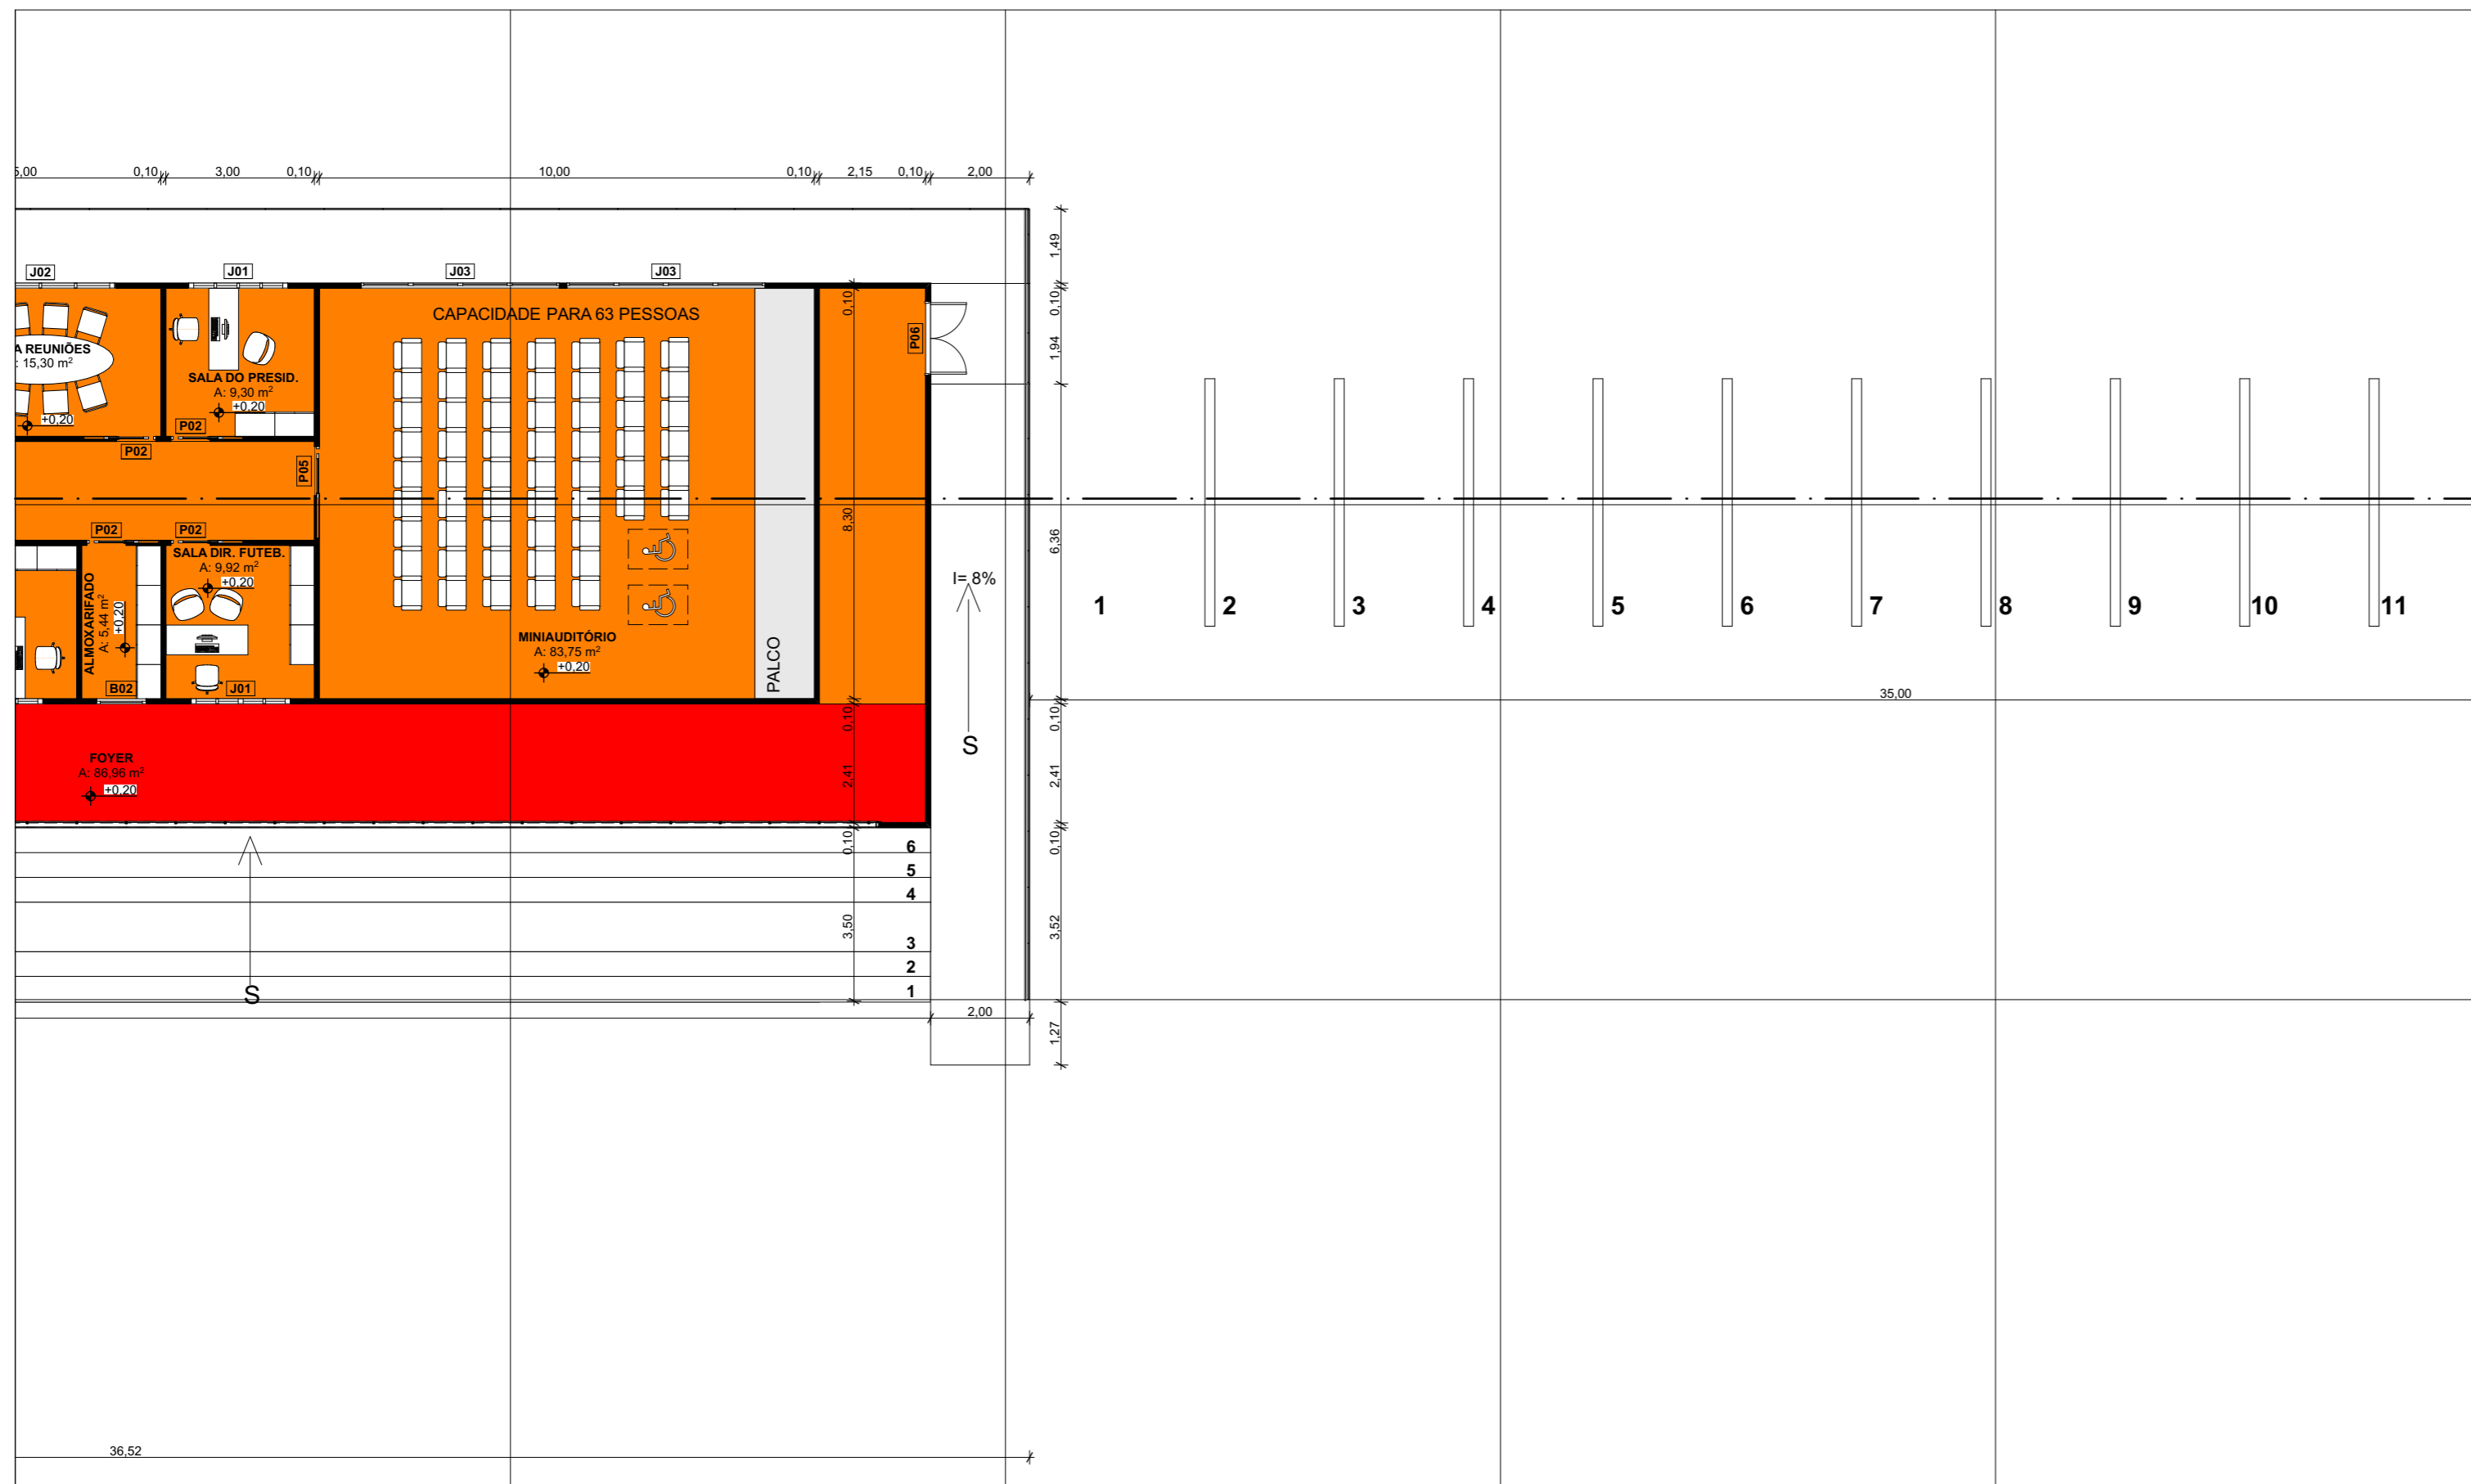 5,00 0,10 3,00 0,10 10,00 0,10 2,15 0,10 2,00
1,49
J02 J01 J03 J03
CAPACIDADE PARA 63 PESSOAS
0,10
0,10
P06
1,94
A REUNIÕES
: 15,30 m²
+0,20
SALA DO PRESID.
A: 9,30 m²
+0,20
P02
P02
P05
8,30
6,36
P02
P02
SALA DIR. FUTEB.
A: 9,92 m²
+0,20
ALMOXARIFADO
A: 5,44 m²
+0,20
I= 8%
1 2 3 4 5 6 7 8 9 10 11
MINIAUDITÓRIO
A: 83,75 m²
+0,20
PALCO
B02
J01
35,00
0,10
0,10
S
FOYER
A: 86,96 m²
+0,20
2,41
2,41
0,10
0,10
6
5
4
3
2
1
3,50
3,52
S
2,00
1,27
36,52